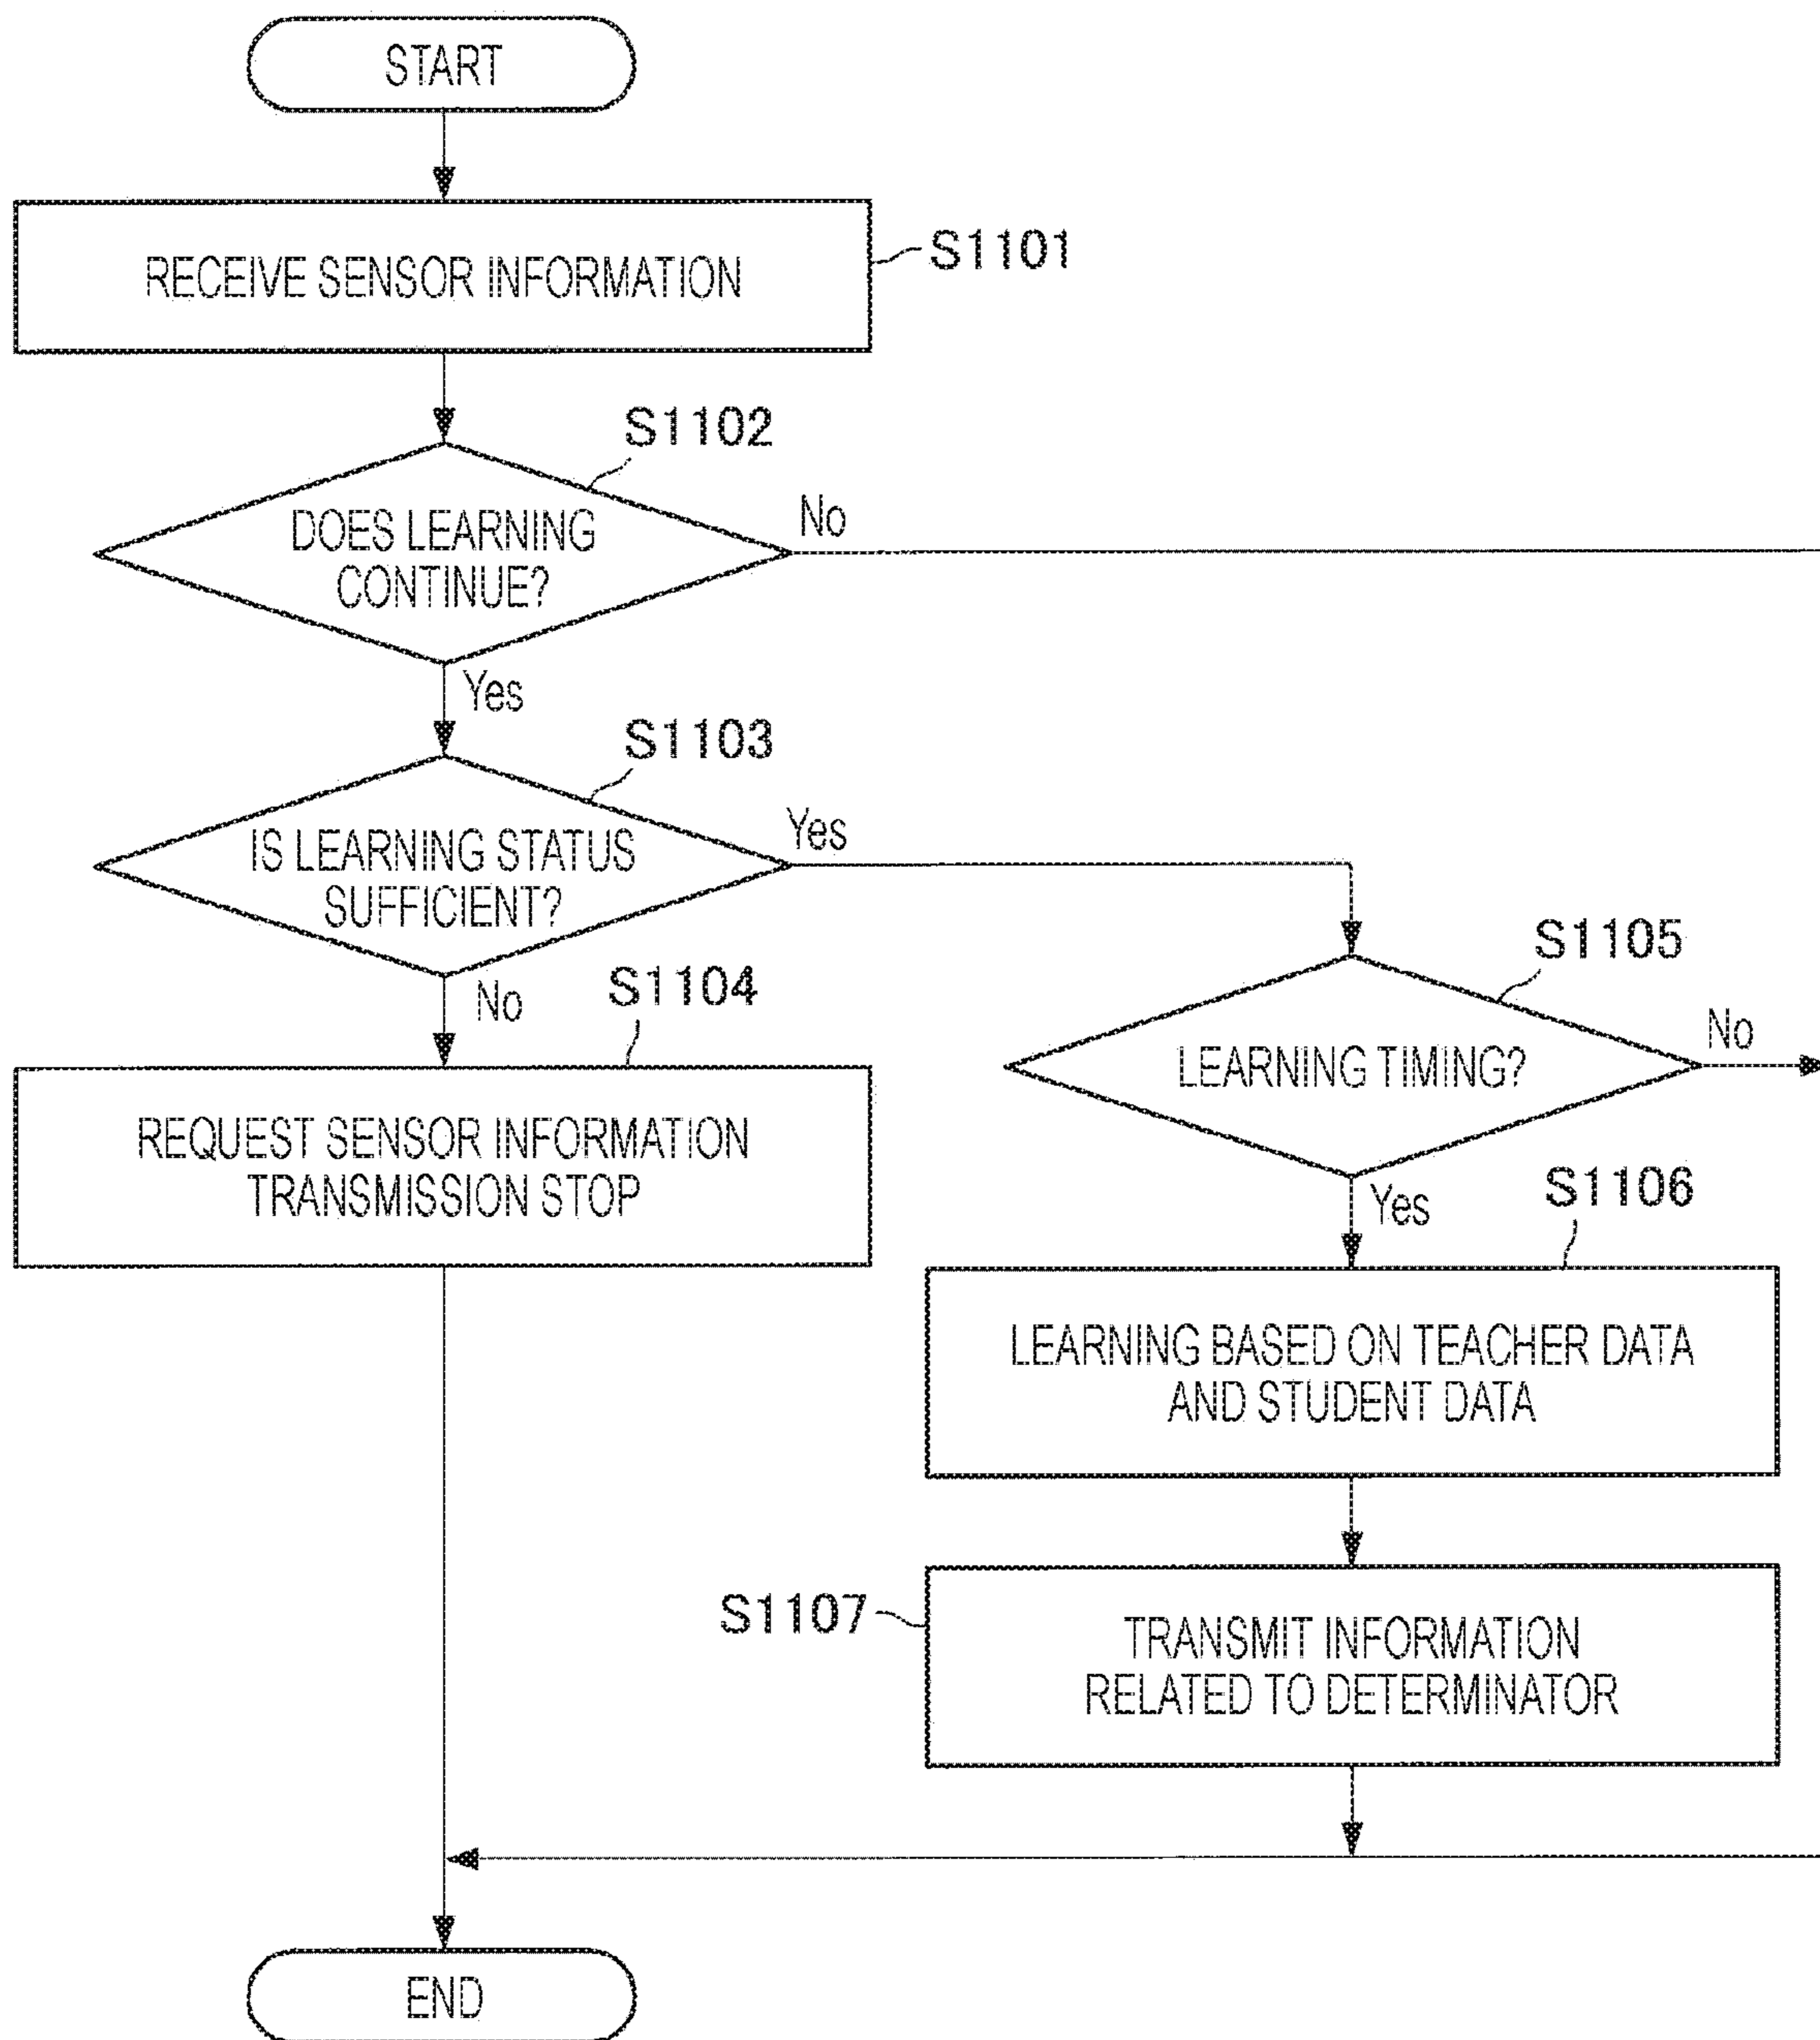 START
RECEIVE SENSOR INFORMATION
S1101
S1102
DOES LEARNING
CONTINUE?
No
Yes
S1103
IS LEARNING STATUS
SUFFICIENT?
Yes
No
S1104
REQUEST SENSOR INFORMATION
TRANSMISSION STOP
S1105
LEARNING TIMING?
No
Yes
S1106
LEARNING BASED ON TEACHER DATA
AND STUDENT DATA
S1107
TRANSMIT INFORMATION
RELATED TO DETERMINATOR
END